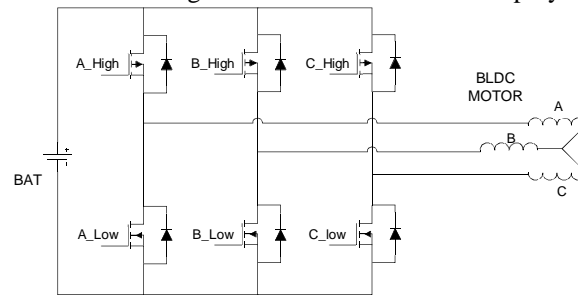 A_High
B_High
C_High
BLDC
MOTOR
A
B
C
BAT
+
-
A_Low
B_Low
C_low